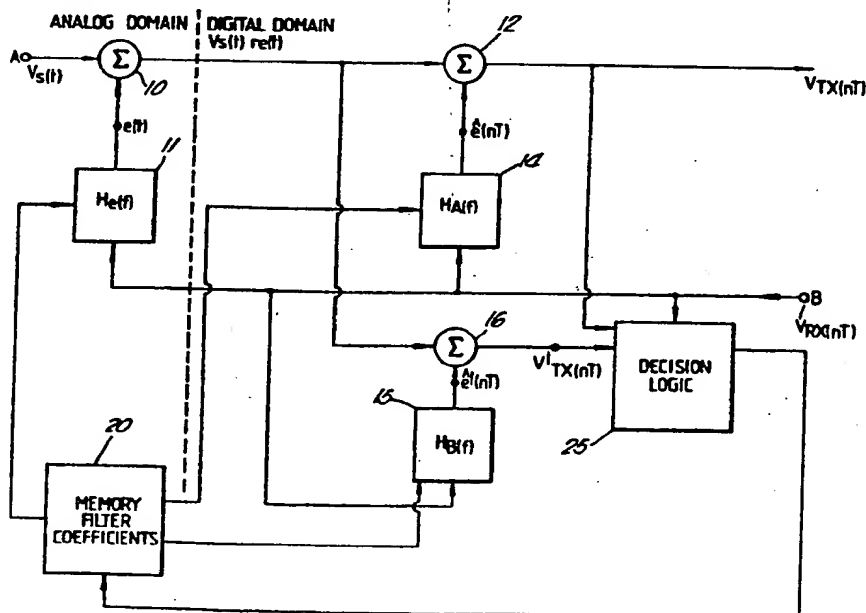 ANALOG DOMAIN
DIGITAL DOMAIN
Vs(t) re(t)
12
A
Vs(t)
Σ
10
Σ
VTX(nT)
e(t)
11
ê(nT)
14
He(f)
HA(f)
B
VRX(nT)
16
Σ
V'TX(nT)
ê'(nT)
DECISION
LOGIC
15
HB(f)
25
20
MEMORY
FILTER
COEFFICIENTS